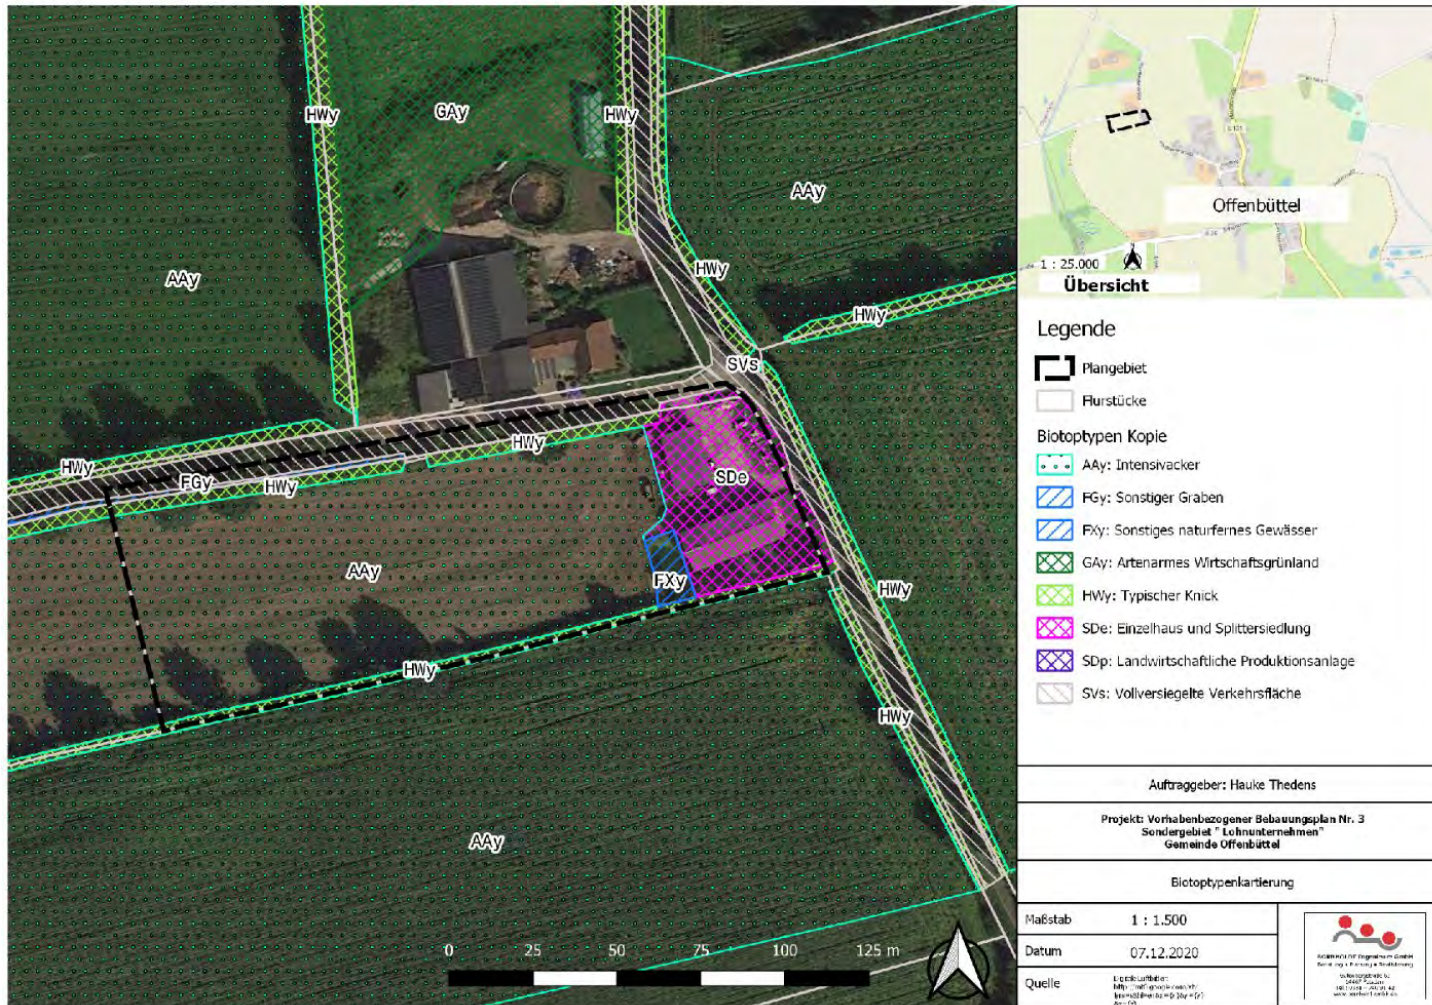 HWy
GAy
HWy
AAy
AAy
HWy
HWy
SVs
HWy
HWy
FGy
HWy
SDe
AAy
FXy
HWy
HWy
HWy
AAy
0 25 50 75 100 125 m
Offenbüttel
1 : 25.000
Übersicht
Legende
Plangebiet
Flurstücke
Biotoptypen Kopie
AAy: Intensivacker
FGy: Sonstiger Graben
FXy: Sonstiges naturfernes Gewässer
GAy: Artenarmes Wirtschaftsgrünland
HWy: Typischer Knick
SDe: Einzelhaus und Splittersiedlung
SDp: Landwirtschaftliche Produktionsanlage
SVs: Vollversiegelte Verkehrsfläche
Auftraggeber: Hauke Thedens
Projekt: Vorhabenbezogener Bebauungsplan Nr. 3
Sondergebiet " Lohnunternehmen"
Gemeinde Offenbüttel
Biotoptypenkartierung
Maßstab 1 : 1.500
Datum 07.12.2020
Quelle